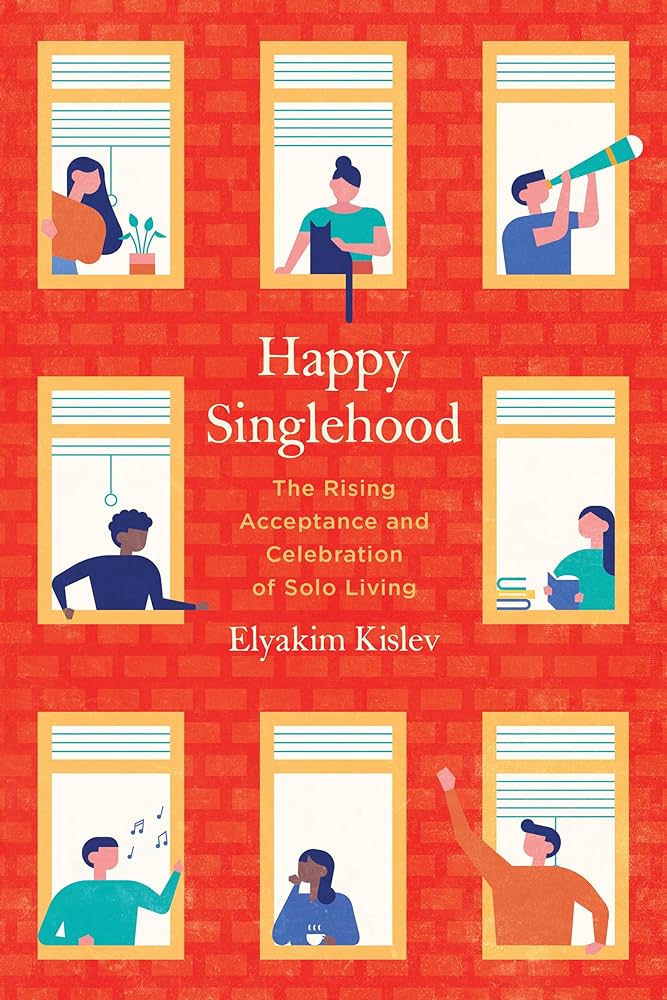 Happy
Singlehood
The Rising
Acceptance and
Celebration
of Solo Living
Elyakim Kislev